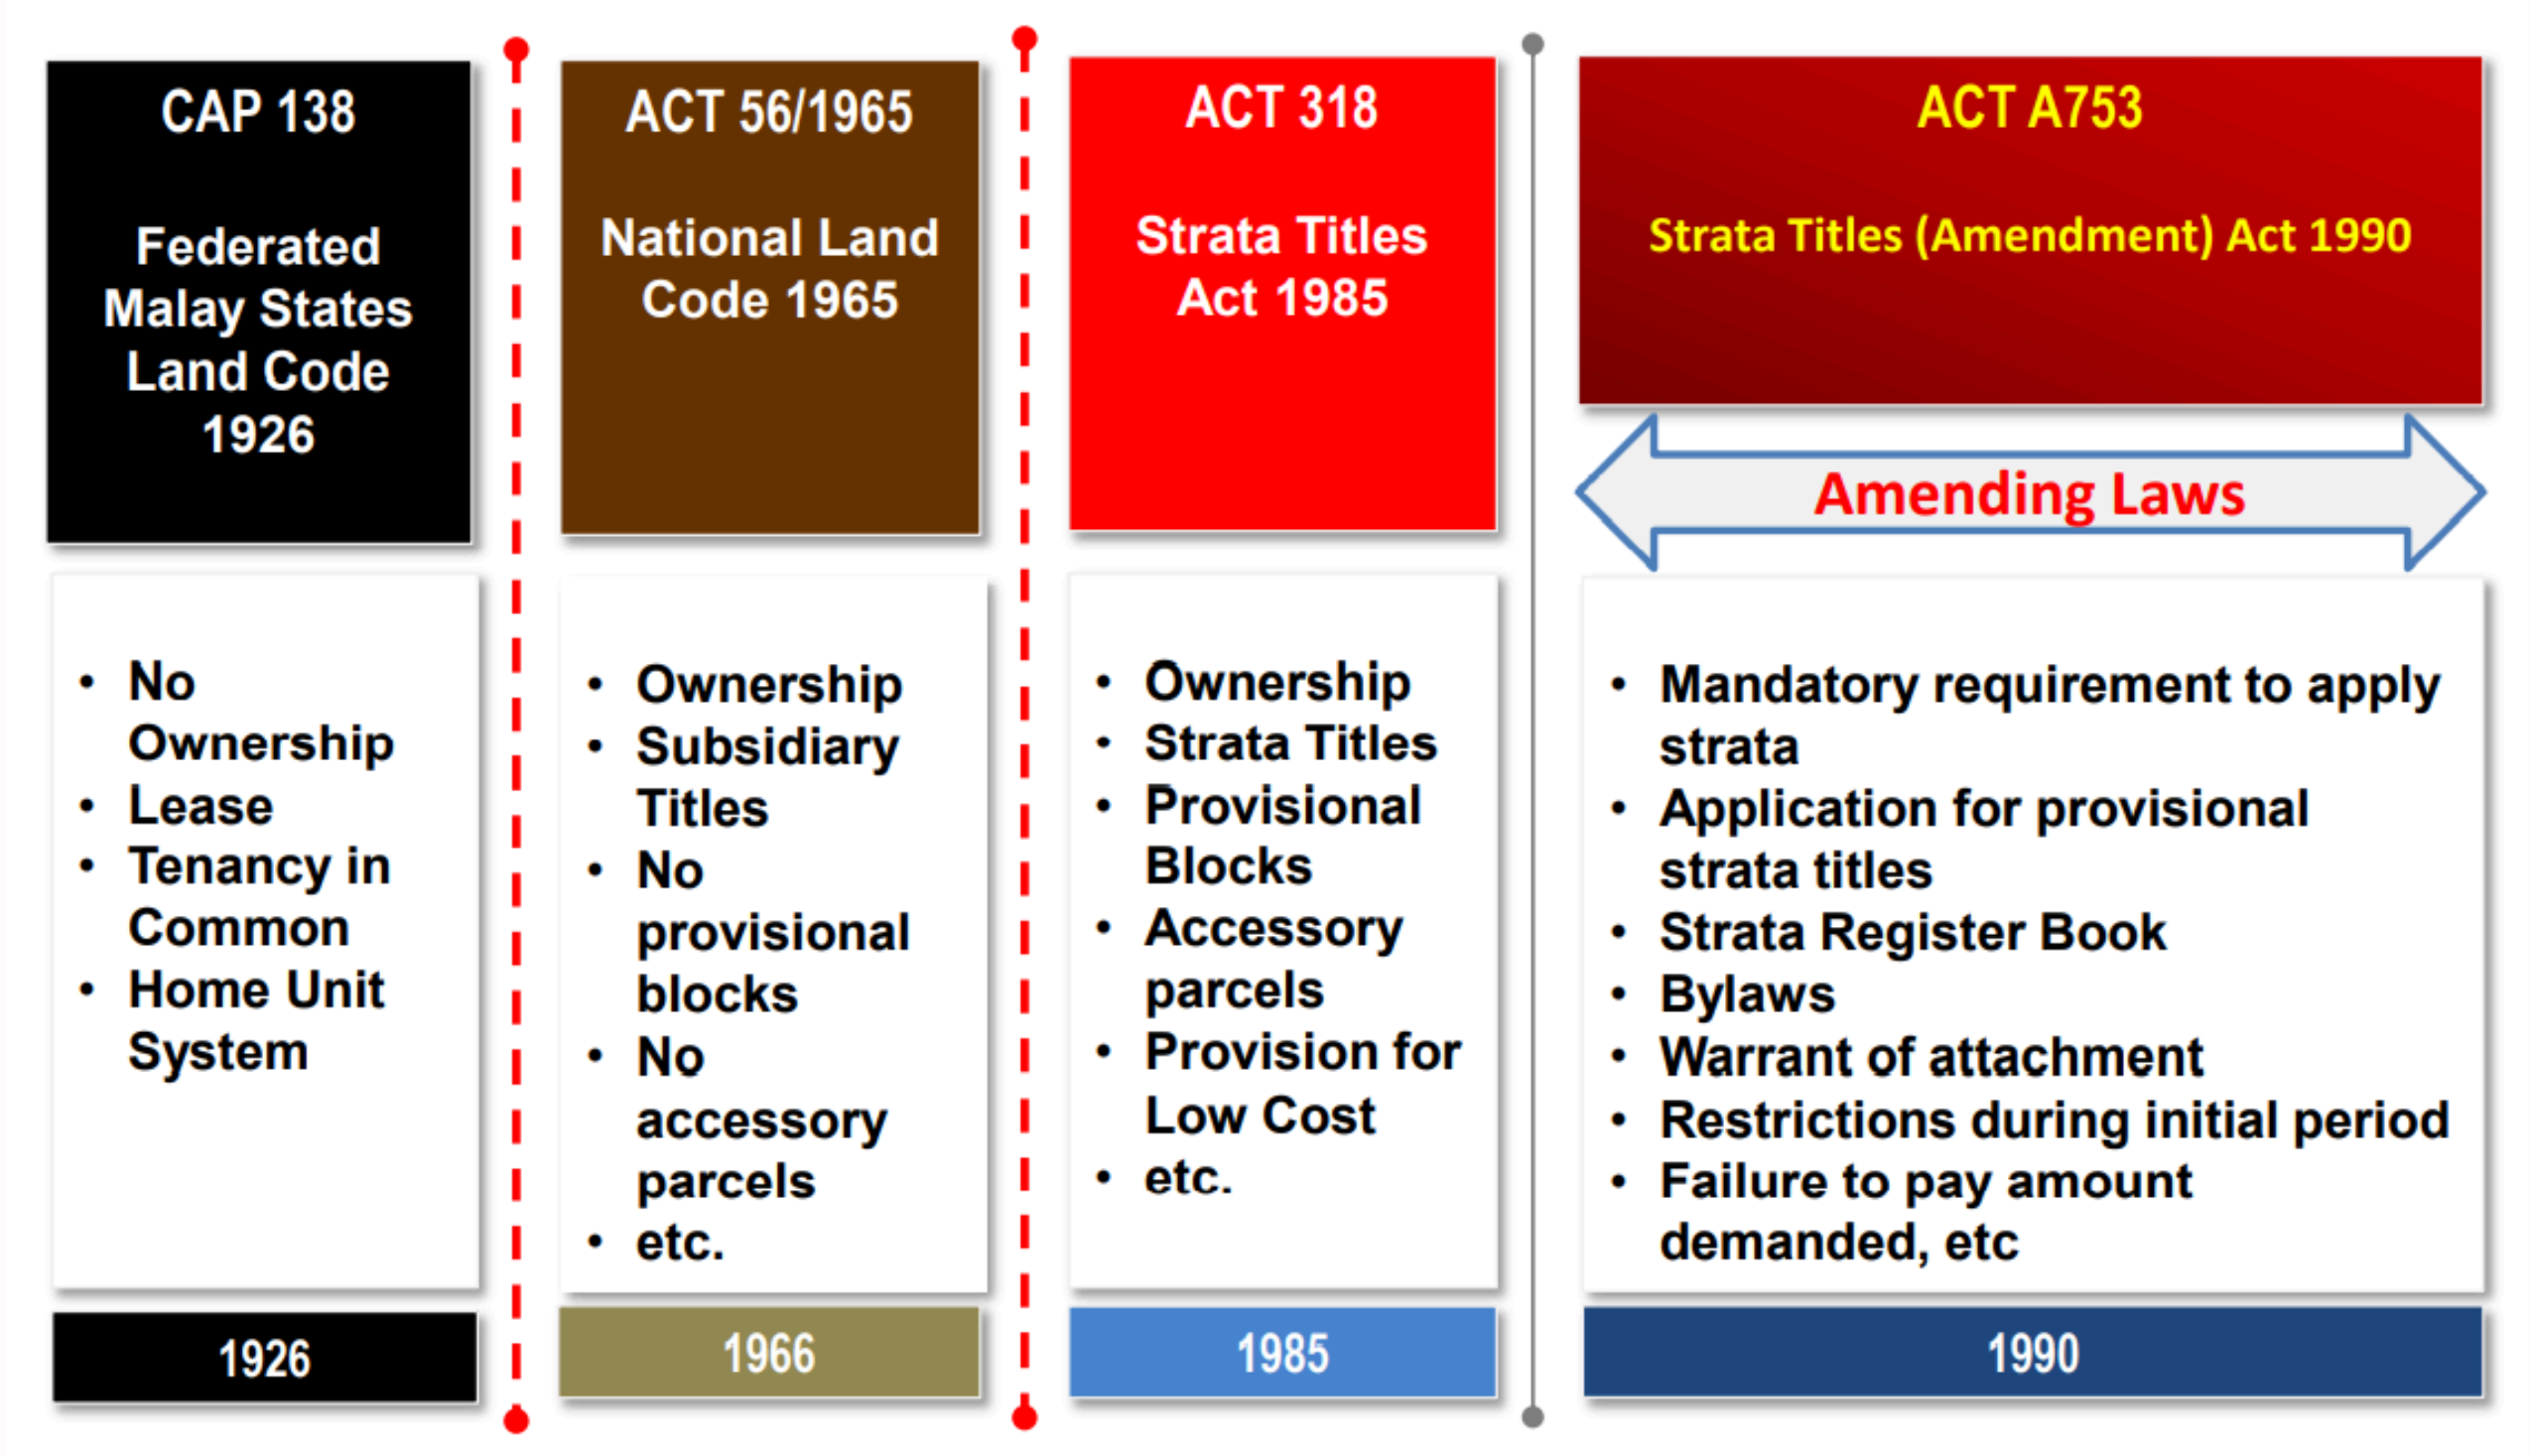 CAP 138
Federated
Malay States
Land Code
1926
• No
Ownership
• Lease
• Tenancy in
Common
• Home Unit
System
1926
ACT 56/1965
National Land
Code 1965
• Ownership
• Subsidiary
Titles
• No
provisional
blocks
• No
accessory
parcels
• etc.
1966
ACT 318
Strata Titles
Act 1985
• Ownership
• Strata Titles
• Provisional
Blocks
• Accessory
parcels
• Provision for
Low Cost
• etc.
1985
ACT A753
Strata Titles (Amendment) Act 1990
Amending Laws
• Mandatory requirement to apply
strata
• Application for provisional
strata titles
• Strata Register Book
• Bylaws
• Warrant of attachment
• Restrictions during initial period
• Failure to pay amount
demanded, etc
1990